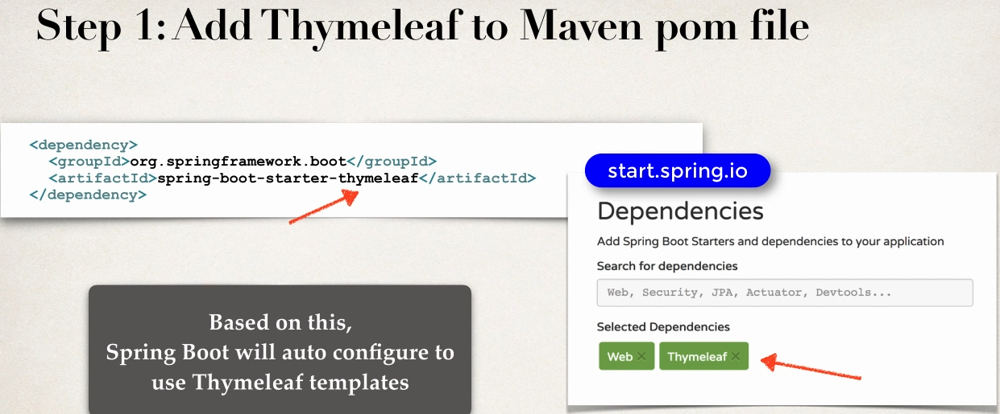 Step 1: Add Thymeleaf to Maven pom file
<dependency>
<groupId>org.springframework.boot</groupId>
<artifactId>spring-boot-starter-thymeleaf</artifactId>
</dependency>
start.spring.io
Dependencies
Add Spring Boot Starters and dependencies to your application
Search for dependencies
Web, Security, JPA, Actuator, Devtools...
Selected Dependencies
Web ×
Thymeleaf ×
Based on this,
Spring Boot will auto configure to
use Thymeleaf templates